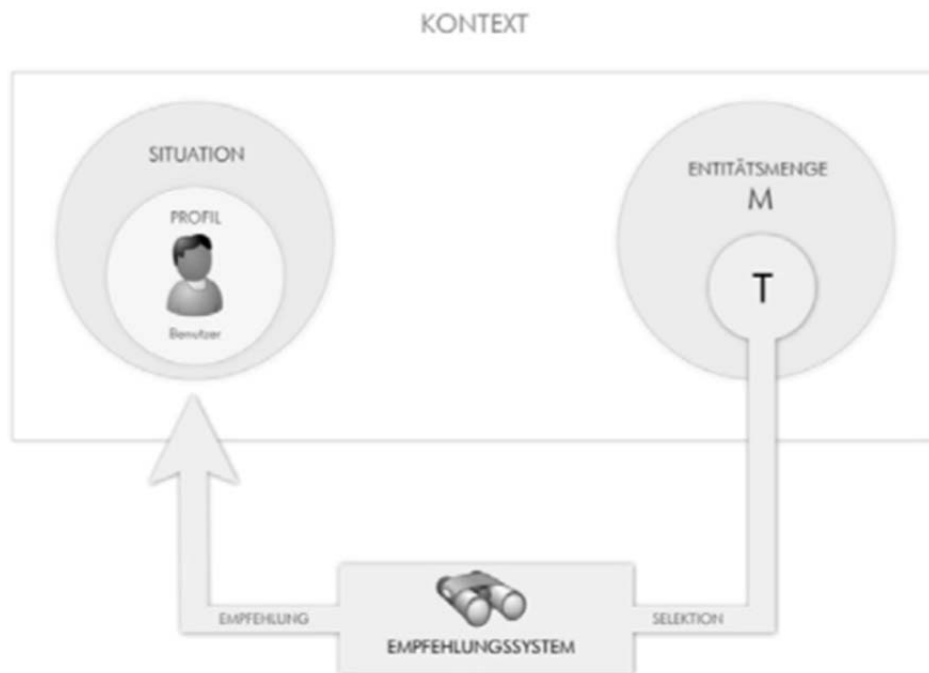 KONTEXT
SITUATION
PROFIL
Benutzer
ENTITÄTSMENGE
M
T
EMPFEHLUNG
EMPFEHLUNGSSYSTEM
SELEKTION